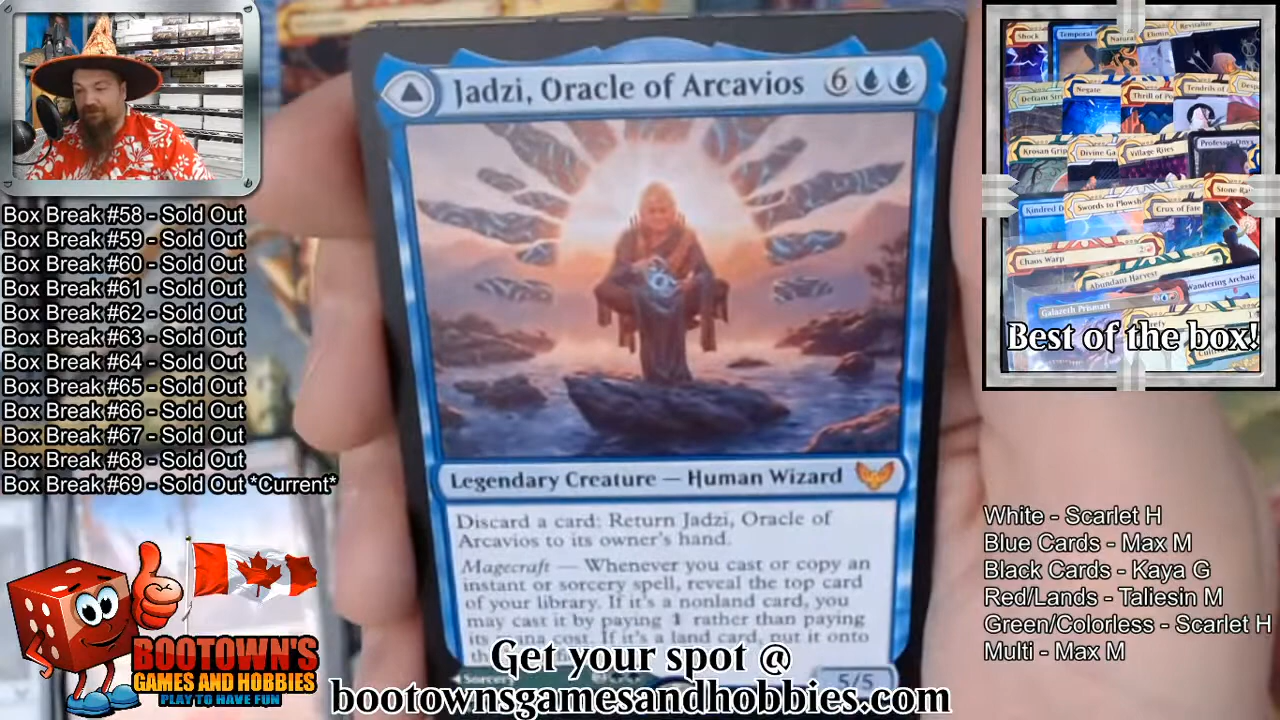 Jadzi, Oracle of Arcavios 6
Legendary Creature — Human Wizard
Discard a card: Return Jadzi, Oracle of
Arcavios to its owner's hand.
Magecraft — Whenever you cast or copy an
instant or sorcery spell, reveal the top card
of your library. If it's a nonland card, you
may cast it by paying 1 rather than paying
its mana cost. If it's a land card, put it onto
5/5
Box Break #58 - Sold Out
Box Break #59 - Sold Out
Box Break #60 - Sold Out
Box Break #61 - Sold Out
Box Break #62 - Sold Out
Box Break #63 - Sold Out
Box Break #64 - Sold Out
Box Break #65 - Sold Out
Box Break #66 - Sold Out
Box Break #67 - Sold Out
Box Break #68 - Sold Out
Box Break #69 - Sold Out *Current*
BOOTOWN'S
GAMES AND HOBBIES
PLAY TO HAVE FUN
Get your spot @
bootownsgamesandhobbies.com
Shock
Temporal
Natural
Revitalize
Defiant Stri
Negate
Thrill of Po
Tendrils of
Krosan Grip
Divine Ga
Village Rites
Professor Onyx
Kindred D
Swords to Plowsh
Crux of Fate
Stone Ra
Chaos Warp
Abundant Harvest
Wandering Archaic
Galazeth Prismari
Best of the box!
White - Scarlet H
Blue Cards - Max M
Black Cards - Kaya G
Red/Lands - Taliesin M
Green/Colorless - Scarlet H
Multi - Max M